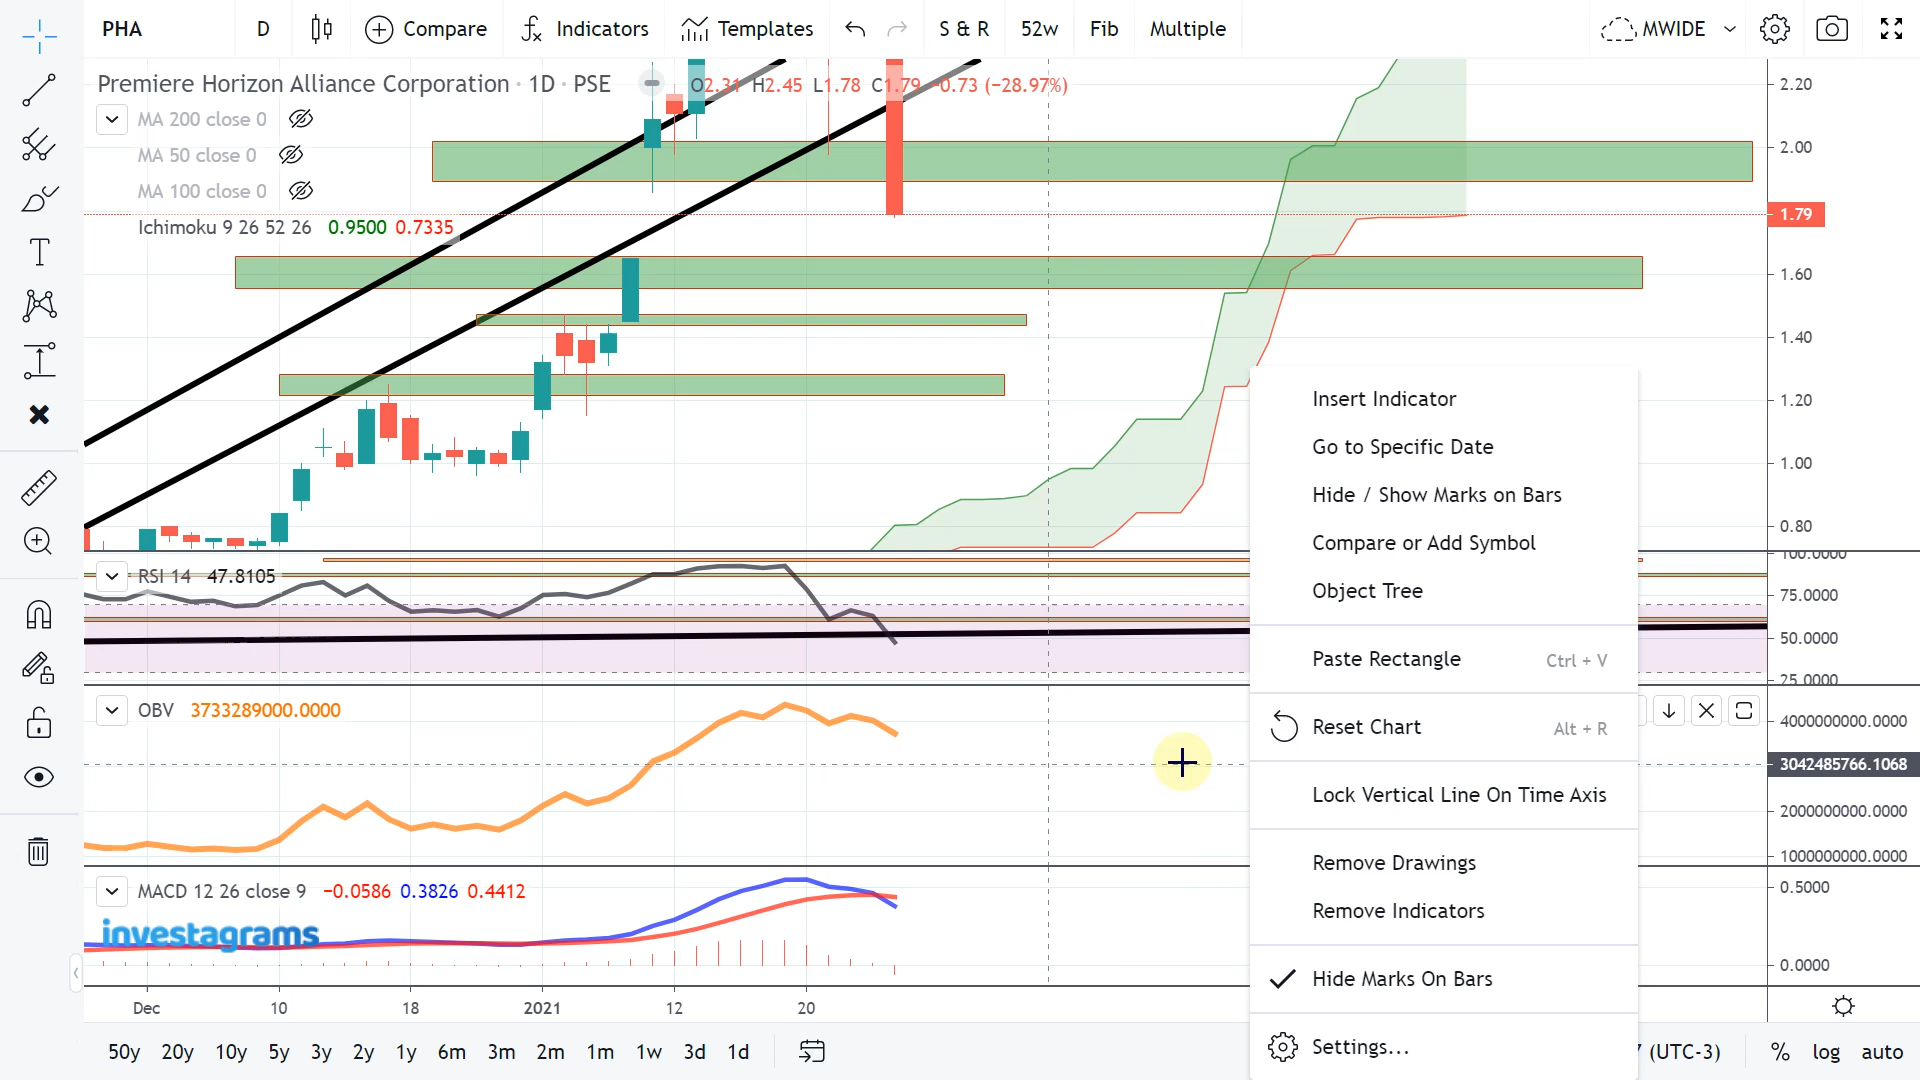 PHA D Compare Indicators Templates S & R 52w Fib Multiple MWIDE
Premiere Horizon Alliance Corporation · 1D · PSE O2.31 H2.45 L1.78 C1.79 −0.73 (−28.97%)
MA 200 close 0
MA 50 close 0
MA 100 close 0
Ichimoku 9 26 52 26 0.9500 0.7335
2.20
2.00
1.79
1.60
1.40
1.20
1.00
0.80
Insert Indicator
Go to Specific Date
Hide / Show Marks on Bars
Compare or Add Symbol
Object Tree
Paste Rectangle Ctrl + V
Reset Chart Alt + R
Lock Vertical Line On Time Axis
Remove Drawings
Remove Indicators
Hide Marks On Bars
Settings...
RSI 14 47.8105
100.0000
75.0000
50.0000
25.0000
OBV 3733289000.0000
4000000000.0000
3042485766.1068
2000000000.0000
1000000000.0000
MACD 12 26 close 9 −0.0586 0.3826 0.4412
0.5000
0.0000
investagrams
Dec 10 18 2021 12 20
50y 20y 10y 5y 3y 2y 1y 6m 3m 2m 1m 1w 3d 1d (UTC-3) % log auto